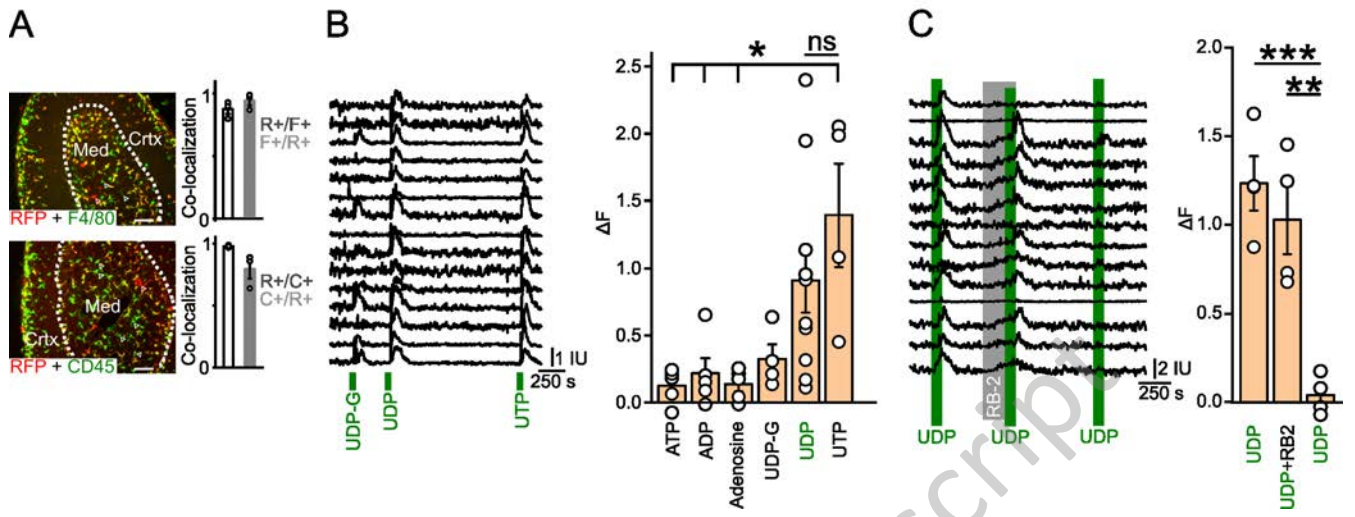 A
Med
Crtx
RFP + F4/80
Co-localization
1
0
R+/F+
F+/R+
Med
Crtx
RFP + CD45
Co-localization
1
0
R+/C+
C+/R+
B
UDP-G
UDP
UTP
1 IU
250 s
ΔF
2.5
2.0
1.5
1.0
0.5
0.0
*
ns
ATP
ADP
Adenosine
UDP-G
UDP
UTP
C
RB-2
UDP
UDP
UDP
2 IU
250 s
ΔF
2.0
1.5
1.0
0.5
0.0
***
**
UDP
UDP+RB2
UDP
script